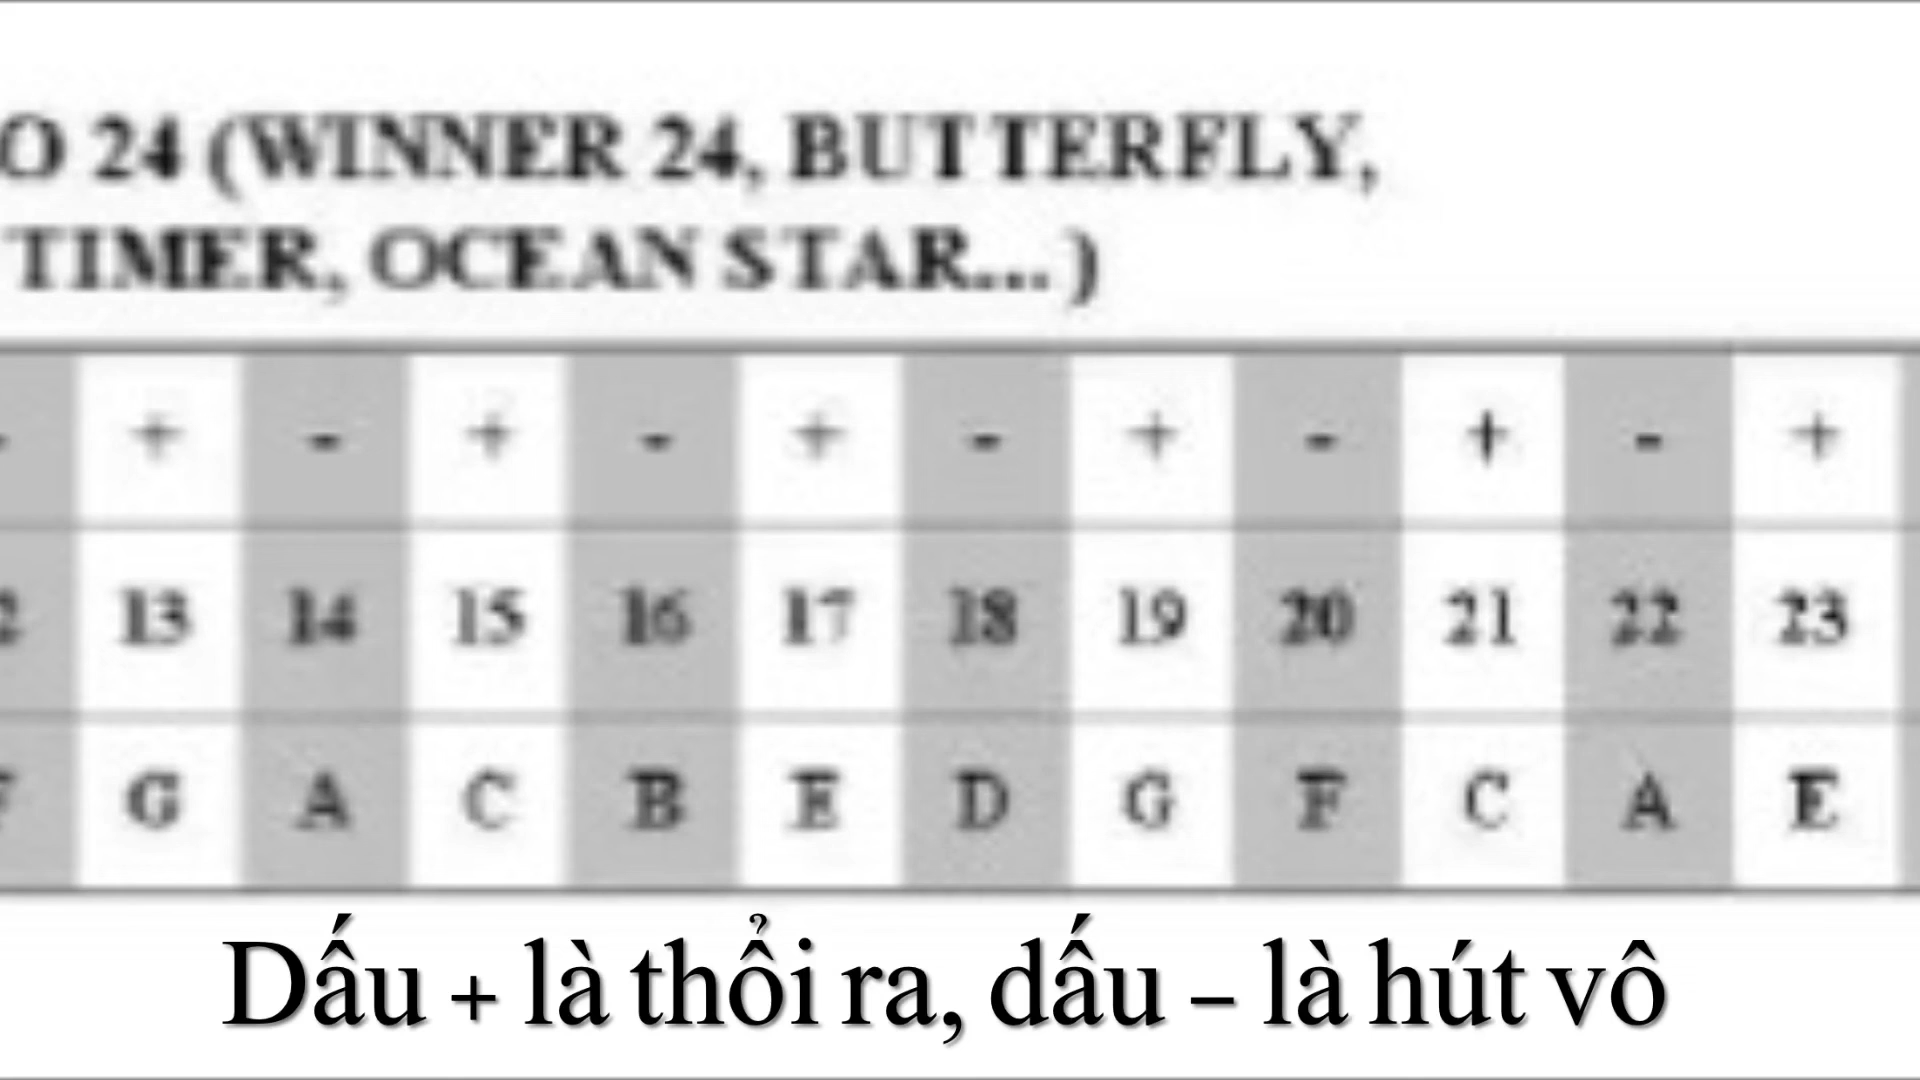 O 24 (WINNER 24, BUTTERFLY,
TIMER, OCEAN STAR...)
- + - + - + - + - + - +
2 13 14 15 16 17 18 19 20 21 22 23
F G A C B E D G F C A E
Dấu + là thổi ra, dấu – là hút vô